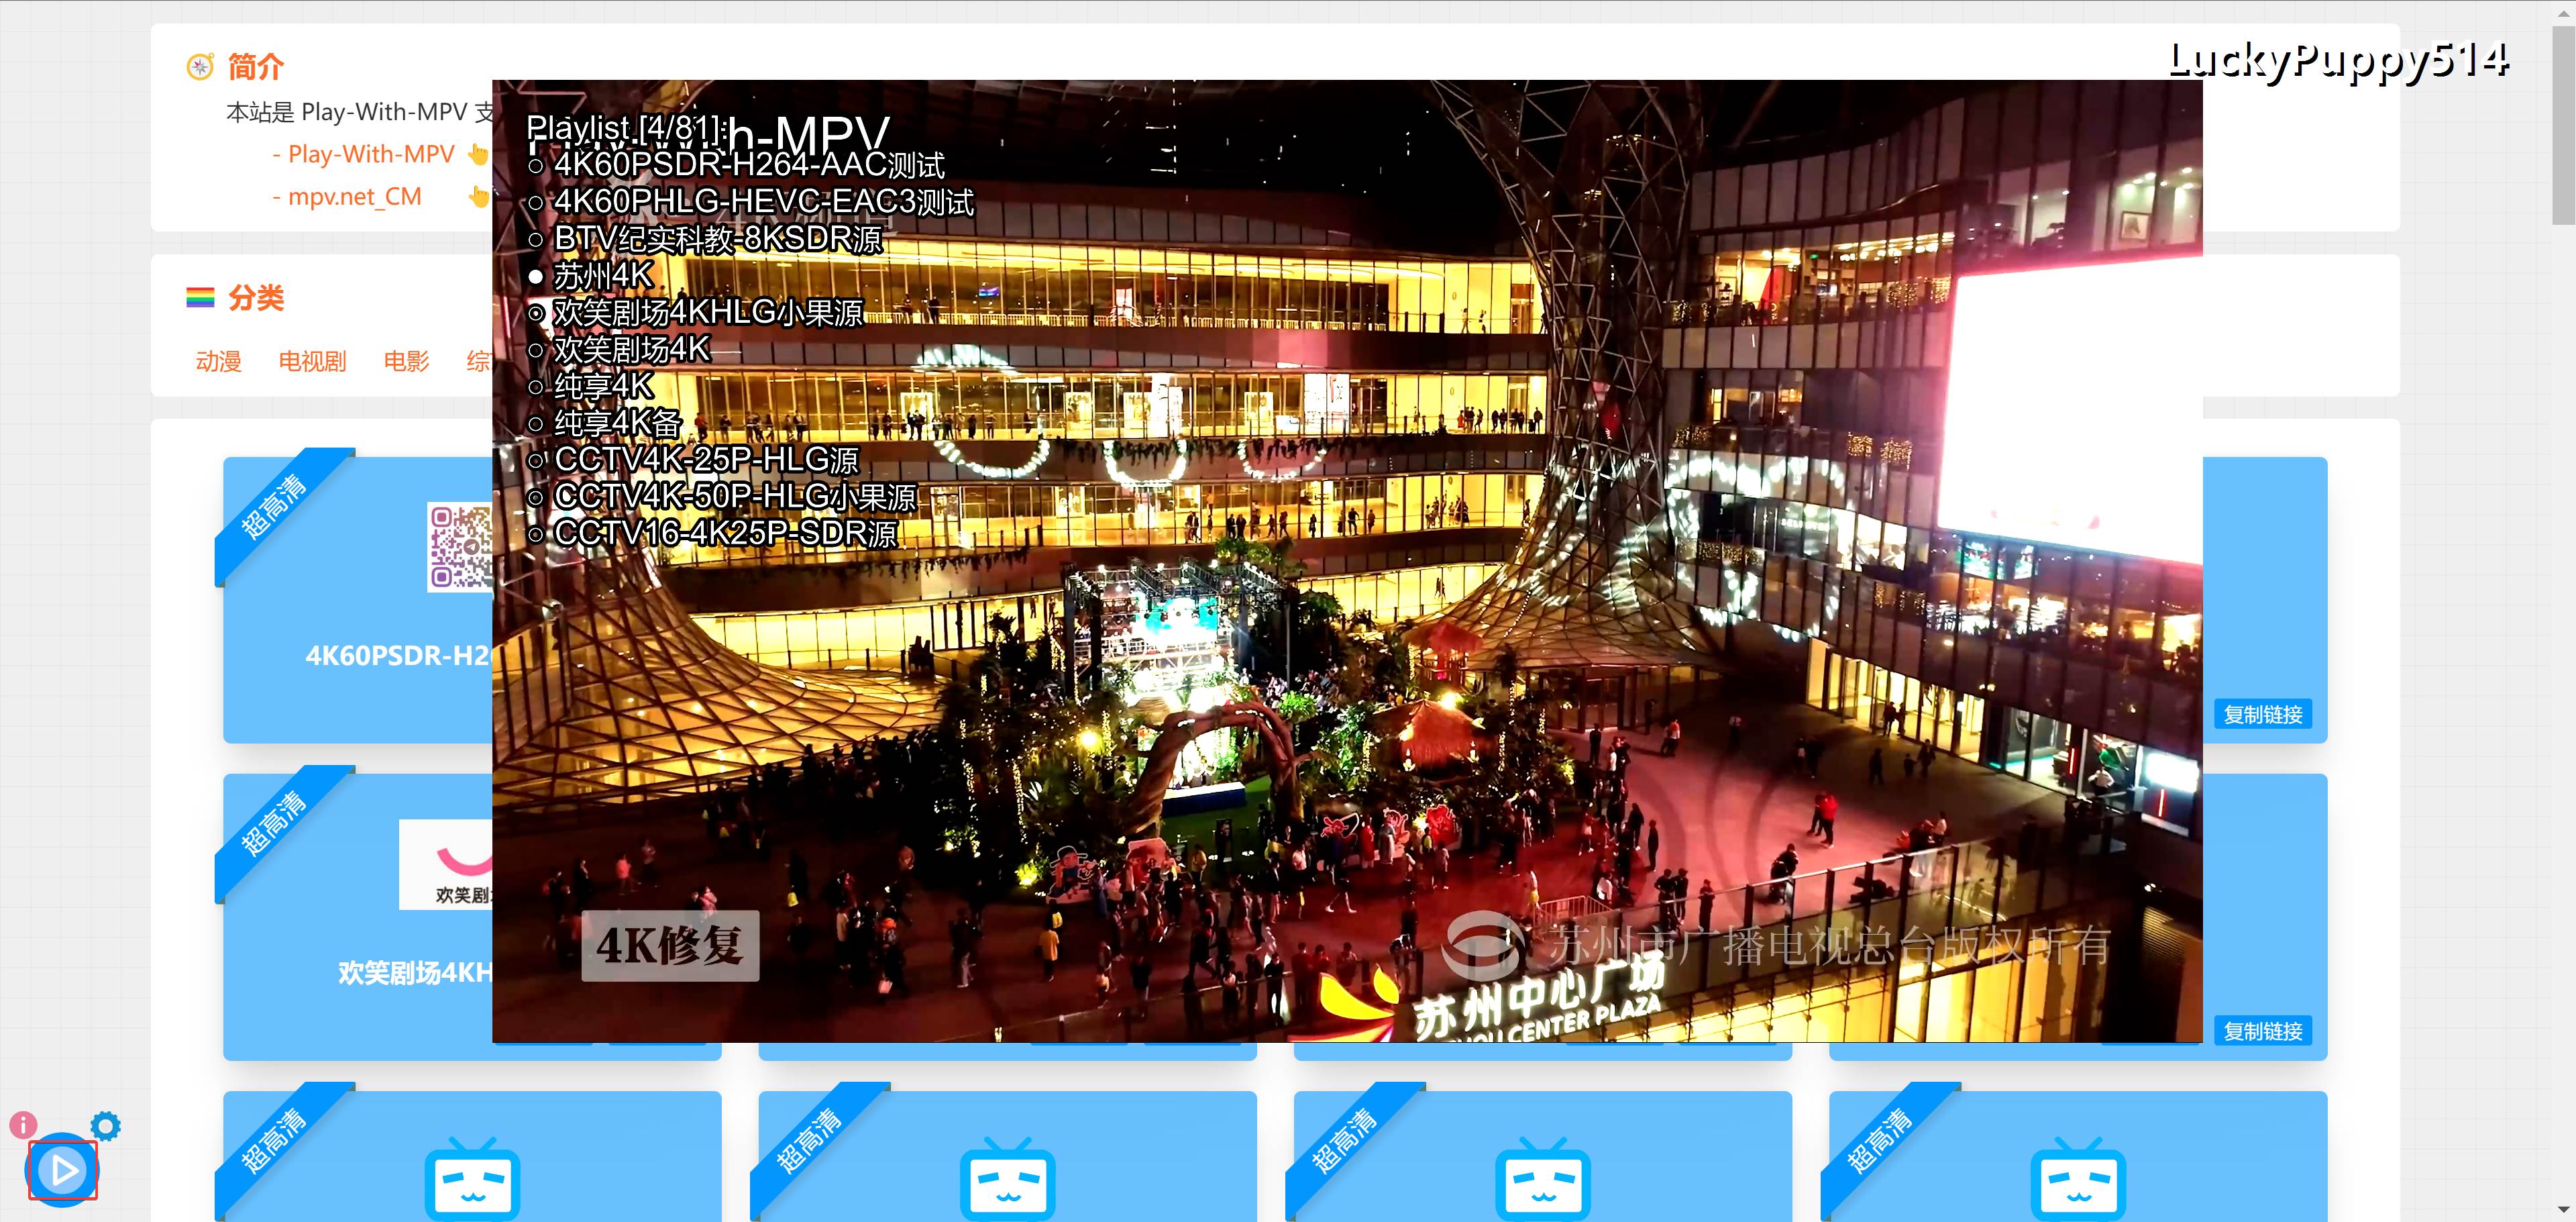 LuckyPuppy514
简介
本站是 Play-With-MPV 支
- Play-With-MPV
- mpv.net_CM
分类
动漫 电视剧 电影 综
h-MPV
Playlist [4/81]:
○ 4K60PSDR-H264-AAC测试
○ 4K60PHLG-HEVC-EAC3测试
○ BTV纪实科教-8KSDR源
● 苏州4K
○ 欢笑剧场4KHLG小果源
○ 欢笑剧场4K
○ 纯享4K
○ 纯享4K备
○ CCTV4K-25P-HLG源
○ CCTV4K-50P-HLG小果源
○ CCTV16-4K25P-SDR源
超高清
4K60PSDR-H2
复制链接
超高清
欢笑剧
欢笑剧场4KH
复制链接
4K修复
苏州市广播电视总台版权所有
苏州中心广场
HOU CENTER PLAZA
超高清
超高清
超高清
超高清